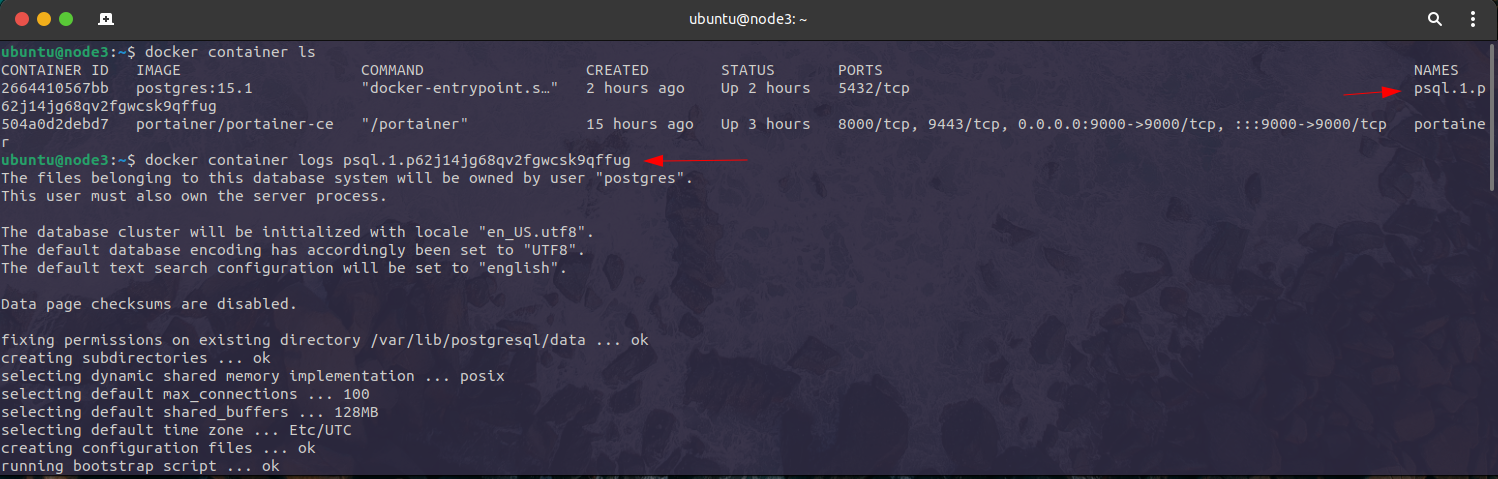 ubuntu@node3: ~
ubuntu@node3:~$ docker container ls
CONTAINER ID   IMAGE                    COMMAND                  CREATED        STATUS       PORTS                                                           NAMES
2664410567bb   postgres:15.1            "docker-entrypoint.s…"   2 hours ago    Up 2 hours   5432/tcp                                                        psql.1.p
62j14jg68qv2fgwcsk9qffug
504a0d2debd7   portainer/portainer-ce   "/portainer"             15 hours ago   Up 3 hours   8000/tcp, 9443/tcp, 0.0.0.0:9000->9000/tcp, :::9000->9000/tcp   portaine
r
ubuntu@node3:~$ docker container logs psql.1.p62j14jg68qv2fgwcsk9qffug
The files belonging to this database system will be owned by user "postgres".
This user must also own the server process.

The database cluster will be initialized with locale "en_US.utf8".
The default database encoding has accordingly been set to "UTF8".
The default text search configuration will be set to "english".

Data page checksums are disabled.

fixing permissions on existing directory /var/lib/postgresql/data ... ok
creating subdirectories ... ok
selecting dynamic shared memory implementation ... posix
selecting default max_connections ... 100
selecting default shared_buffers ... 128MB
selecting default time zone ... Etc/UTC
creating configuration files ... ok
running bootstrap script ... ok